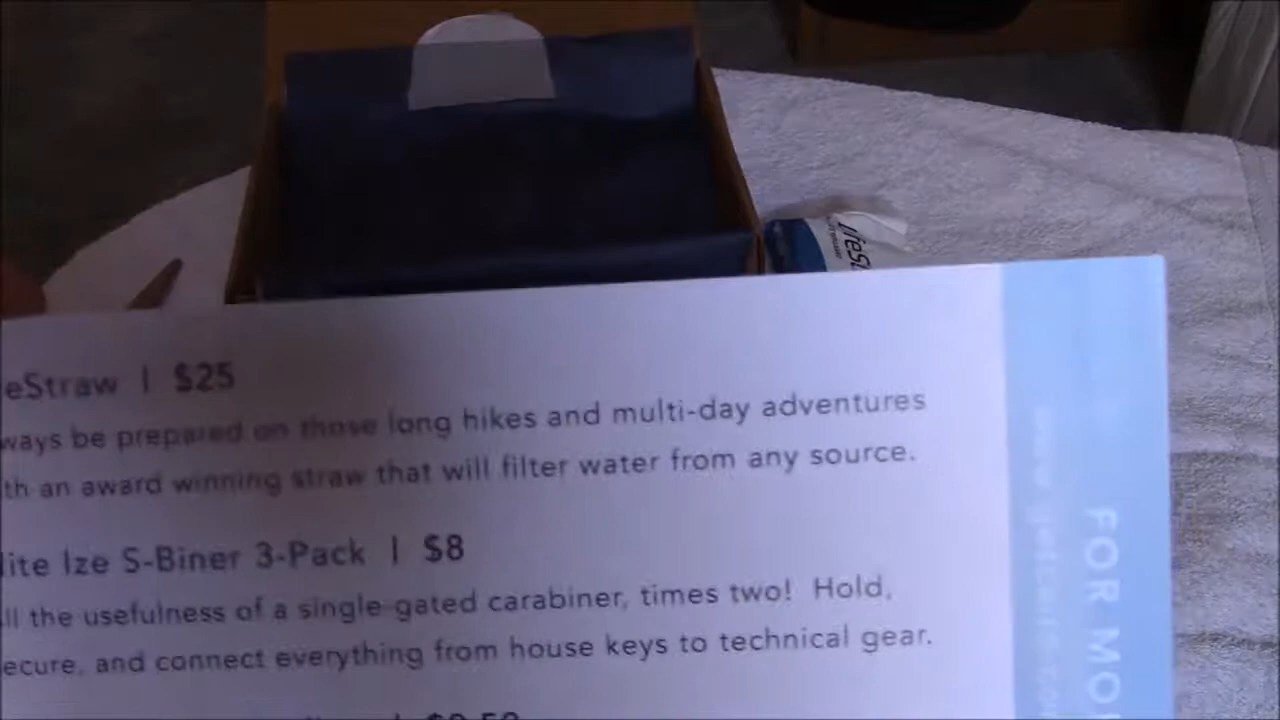 eStraw | $25
ways be prepared on those long hikes and multi-day adventures
th an award winning straw that will filter water from any source.
ite Ize S-Biner 3-Pack | $8
ll the usefulness of a single-gated carabiner, times two! Hold,
ecure, and connect everything from house keys to technical gear.
FOR MO